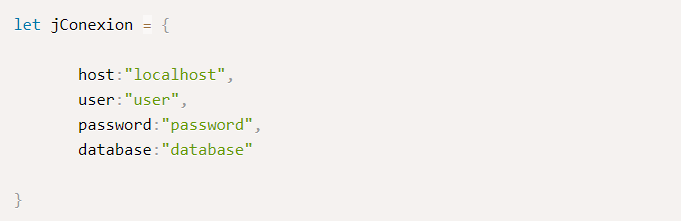 let jConexion = {
host:"localhost",
user:"user",
password:"password",
database:"database"
}